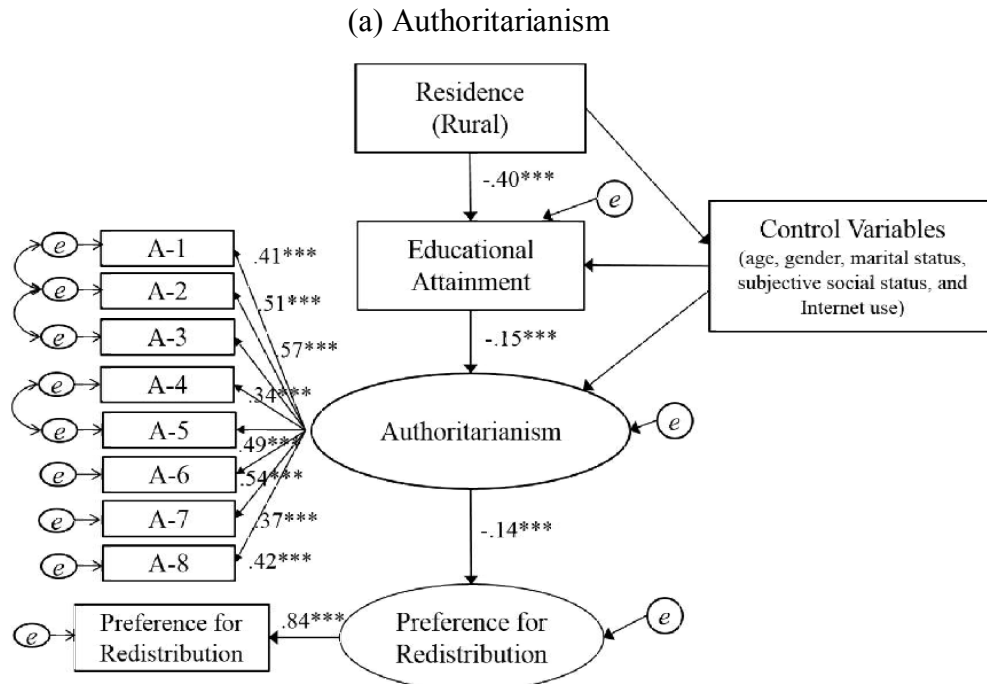 (a) Authoritarianism
Residence
(Rural)
-.40***
e
Educational
Attainment
Control Variables
(age, gender, marital status,
subjective social status, and
Internet use)
-.15***
e
A-1
.41***
e
A-2
.51***
e
A-3
.57***
e
A-4
.34***
e
A-5
.49***
e
A-6
.54***
e
A-7
.37***
e
A-8
.42***
Authoritarianism
e
-.14***
e
Preference for
Redistribution
.84***
Preference for
Redistribution
e